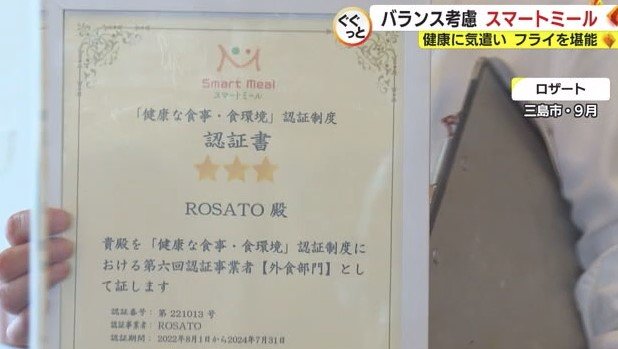 ぐぐっと
バランス考慮 スマートミール
健康に気遣い フライを堪能
ロザート
三島市・9月
Smart Meal
スマートミール
「健康な食事・食環境」認証制度
認証書
ROSATO 殿
貴殿を「健康な食事・食環境」認証制度に
おける第六回認証事業者【外食部門】とし
て証します
認証番号: 第 221013 号
認証事業者: ROSATO
認証期間: 2022年8月1日から2024年7月31日